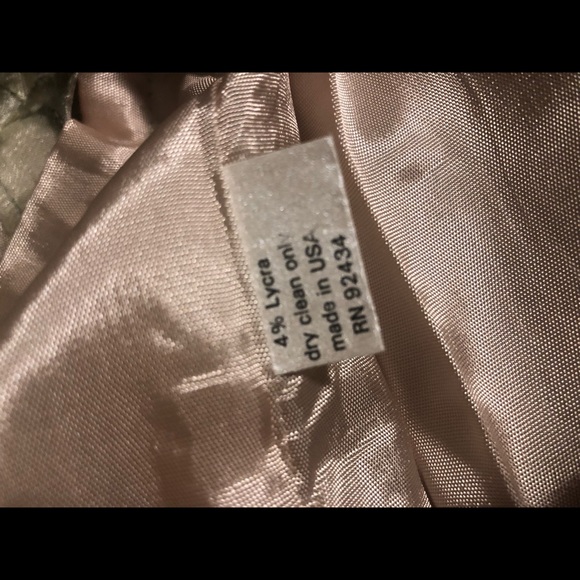 4% Lycra
dry clean only
made in USA
RN 92434